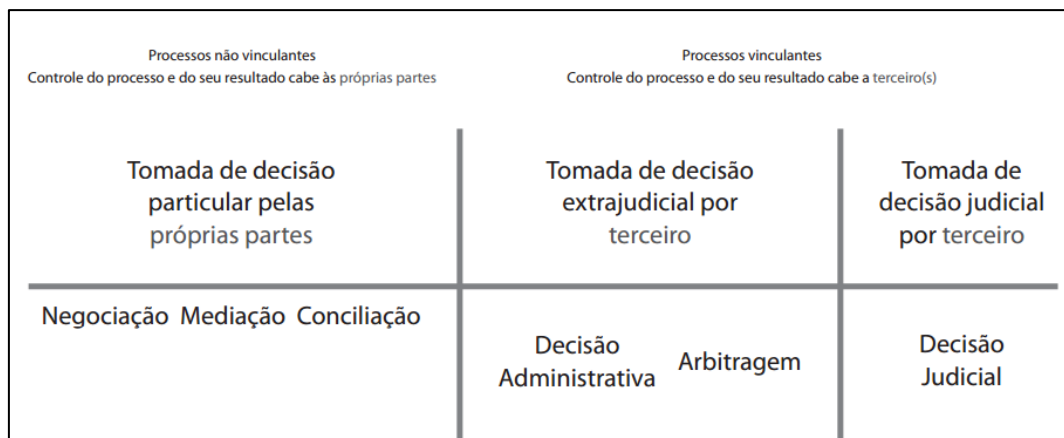 Processos não vinculantes
Controle do processo e do seu resultado cabe às próprias partes
Processos vinculantes
Controle do processo e do seu resultado cabe a terceiro(s)
Tomada de decisão
particular pelas
próprias partes
Tomada de decisão
extrajudicial por
terceiro
Tomada de
decisão judicial
por terceiro
Negociação Mediação Conciliação
Decisão
Administrativa
Arbitragem
Decisão
Judicial